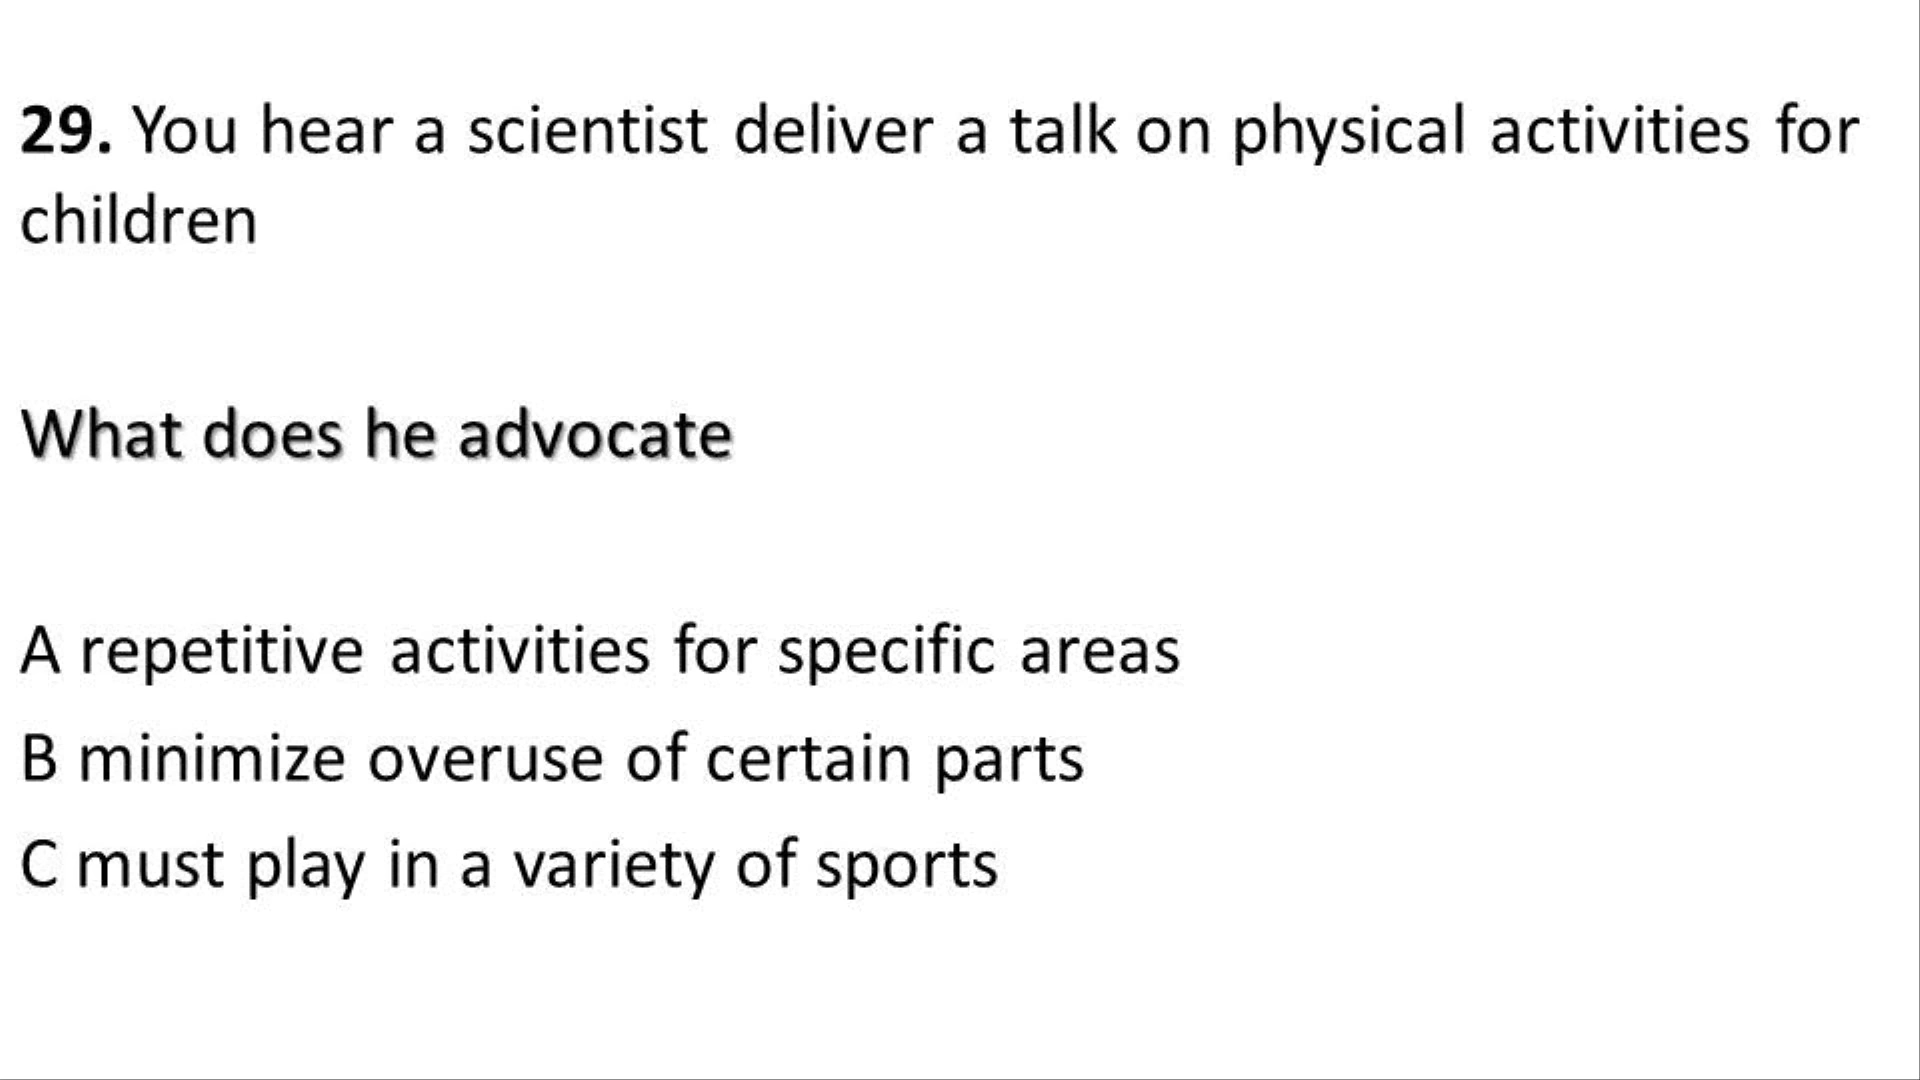 29. You hear a scientist deliver a talk on physical activities for
children
What does he advocate
A repetitive activities for specific areas
B minimize overuse of certain parts
C must play in a variety of sports